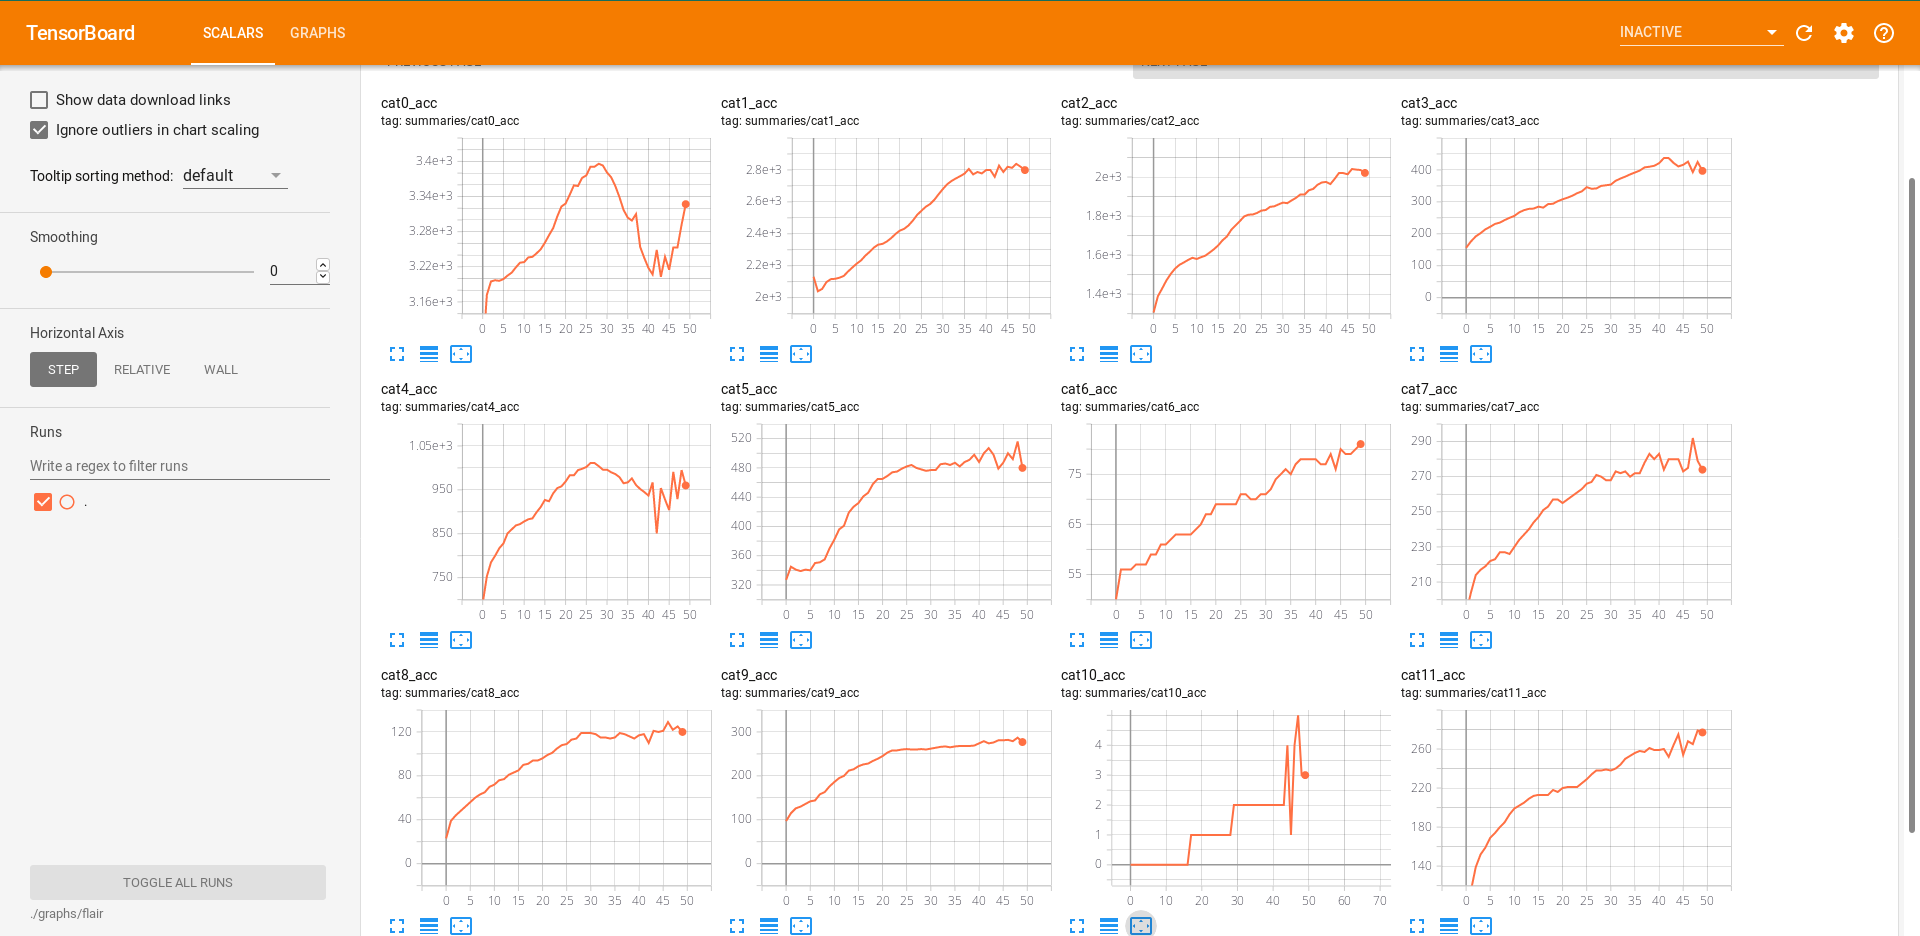 TensorBoard SCALARS GRAPHS INACTIVE
Show data download links
Ignore outliers in chart scaling
Tooltip sorting method: default
Smoothing
0
Horizontal Axis
STEP RELATIVE WALL
Runs
Write a regex to filter runs
.
TOGGLE ALL RUNS
./graphs/flair
cat0_acc
tag: summaries/cat0_acc
3.4e+3
3.34e+3
3.28e+3
3.22e+3
3.16e+3
0 5 10 15 20 25 30 35 40 45 50
cat1_acc
tag: summaries/cat1_acc
2.8e+3
2.6e+3
2.4e+3
2.2e+3
2e+3
0 5 10 15 20 25 30 35 40 45 50
cat2_acc
tag: summaries/cat2_acc
2e+3
1.8e+3
1.6e+3
1.4e+3
0 5 10 15 20 25 30 35 40 45 50
cat3_acc
tag: summaries/cat3_acc
400
300
200
100
0
0 5 10 15 20 25 30 35 40 45 50
cat4_acc
tag: summaries/cat4_acc
1.05e+3
950
850
750
0 5 10 15 20 25 30 35 40 45 50
cat5_acc
tag: summaries/cat5_acc
520
480
440
400
360
320
0 5 10 15 20 25 30 35 40 45 50
cat6_acc
tag: summaries/cat6_acc
75
65
55
0 5 10 15 20 25 30 35 40 45 50
cat7_acc
tag: summaries/cat7_acc
290
270
250
230
210
0 5 10 15 20 25 30 35 40 45 50
cat8_acc
tag: summaries/cat8_acc
120
80
40
0
0 5 10 15 20 25 30 35 40 45 50
cat9_acc
tag: summaries/cat9_acc
300
200
100
0
0 5 10 15 20 25 30 35 40 45 50
cat10_acc
tag: summaries/cat10_acc
4
3
2
1
0
0 10 20 30 40 50 60 70
cat11_acc
tag: summaries/cat11_acc
260
220
180
140
0 5 10 15 20 25 30 35 40 45 50